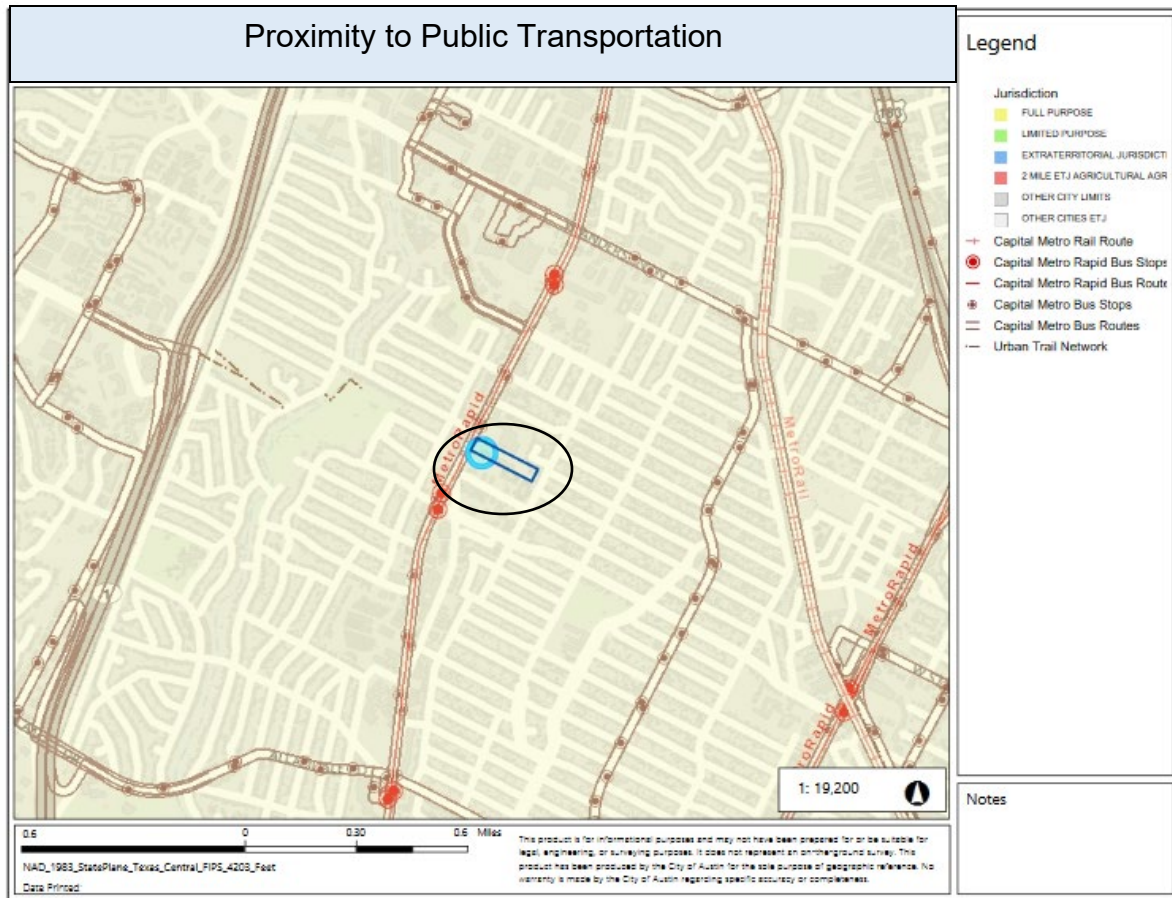 Proximity to Public Transportation
Legend
Jurisdiction
FULL PURPOSE
LIMITED PURPOSE
EXTRATERRITORIAL JURISDICTI
2 MILE ETJ AGRICULTURAL AGR
OTHER CITY LIMITS
OTHER CITIES ETJ
Capital Metro Rail Route
Capital Metro Rapid Bus Stops
Capital Metro Rapid Bus Route
Capital Metro Bus Stops
Capital Metro Bus Routes
Urban Trail Network
183
MetroRapid
MetroRail
MetroRapid
1
1: 19,200
Notes
0.6 0 0.30 0.6 Miles
NAD_1983_StatePlane_Texas_Central_FIPS_4203_Feet
Date Printed:
This product is for informational purposes and may not have been prepared for or be suitable for
legal, engineering, or surveying purposes. It does not represent an on-the-ground survey. This
product has been produced by the City of Austin for the sole purpose of geographic reference. No
warranty is made by the City of Austin regarding specific accuracy or completeness.